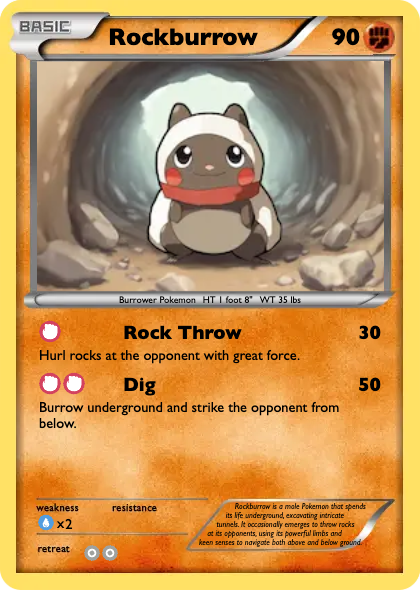 BASIC
Rockburrow 90
Burrower Pokemon HT 1 foot 8" WT 35 lbs
Rock Throw 30
Hurl rocks at the opponent with great force.
Dig 50
Burrow underground and strike the opponent from
below.
weakness resistance
x2
retreat
Rockburrow is a mole Pokemon that spends
its life underground, excavating intricate
tunnels. It occasionally emerges to throw rocks
at its opponents, using its powerful limbs and
keen senses to navigate both above and below ground.